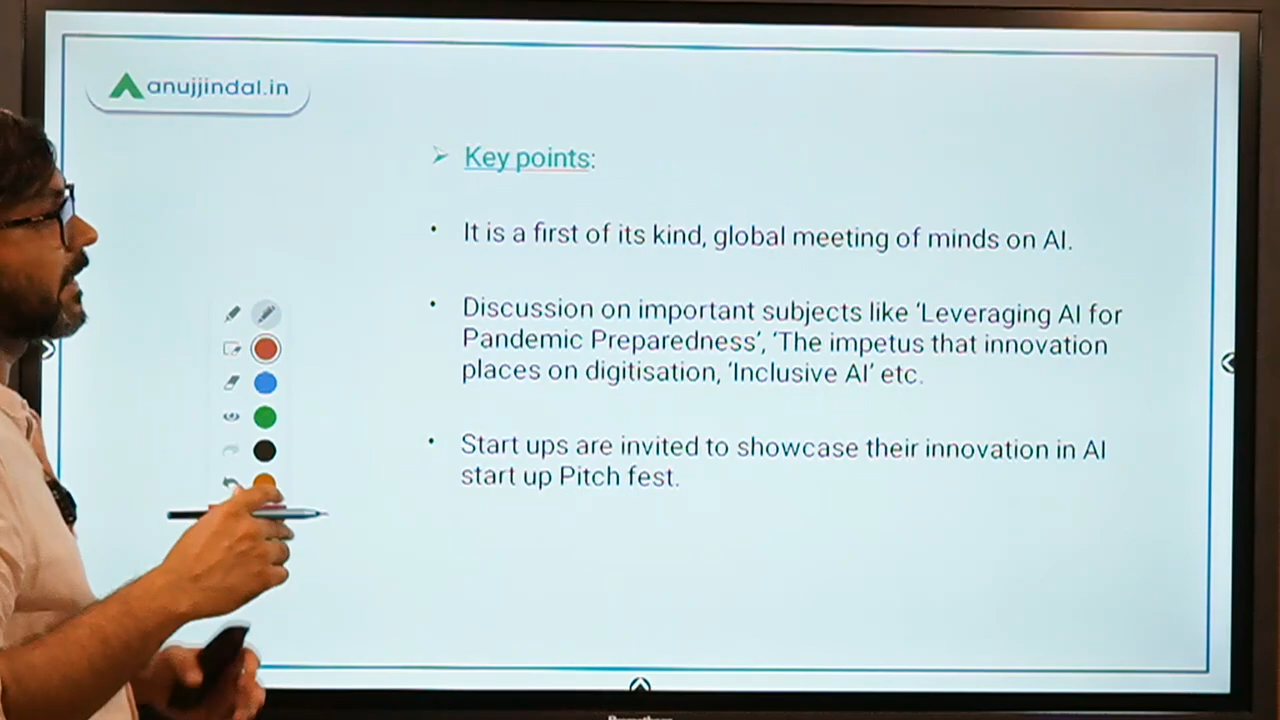 anujjindal.in
Key points:
It is a first of its kind, global meeting of minds on AI.
Discussion on important subjects like ‘Leveraging AI for
Pandemic Preparedness’, ‘The impetus that innovation
places on digitisation, ‘Inclusive AI’ etc.
Start ups are invited to showcase their innovation in AI
start up Pitch fest.